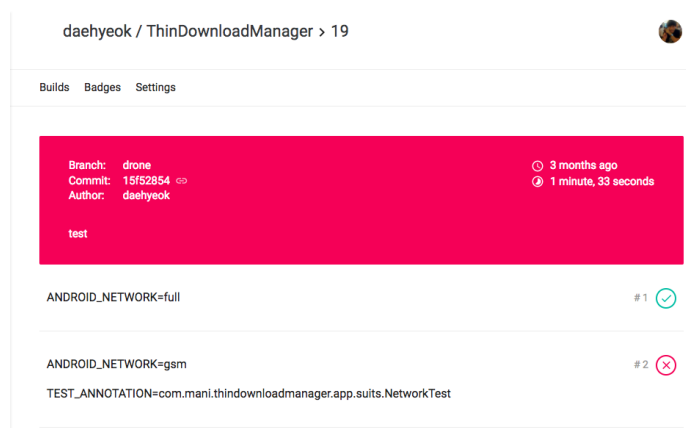 daehyeok / ThinDownloadManager › 19
Builds Badges Settings
Branch: drone
Commit: 15f52854
Author: daehyeok
3 months ago
1 minute, 33 seconds
test
ANDROID_NETWORK=full
#1
ANDROID_NETWORK=gsm
#2
TEST_ANNOTATION=com.mani.thindownloadmanager.app.suits.NetworkTest